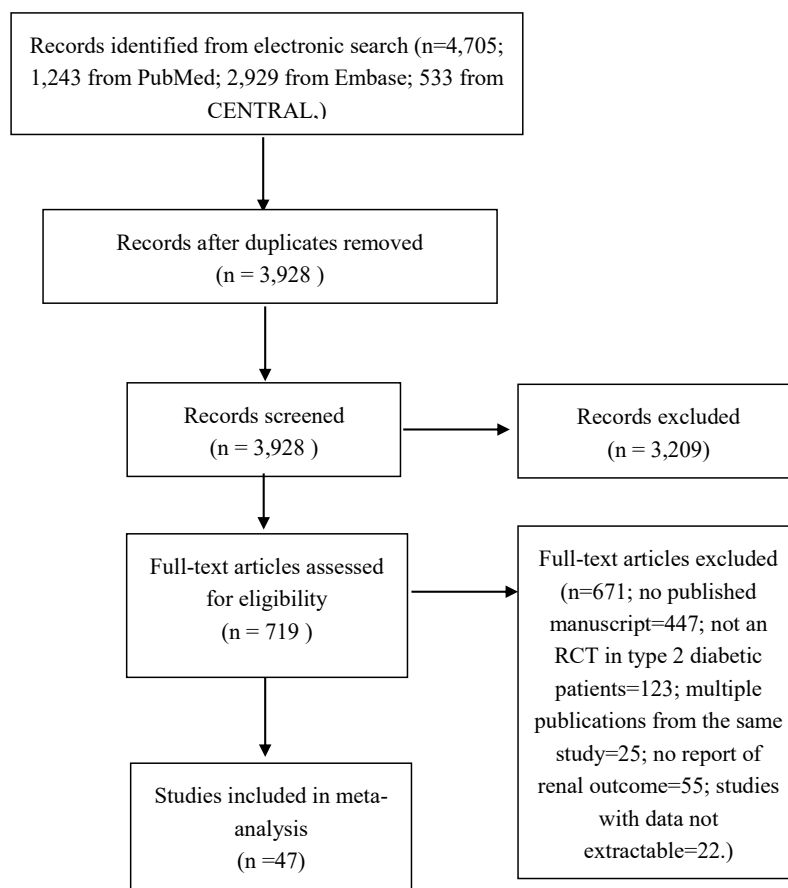 Records identified from electronic search (n=4,705;
1,243 from PubMed; 2,929 from Embase; 533 from
CENTRAL,)
Records after duplicates removed
(n = 3,928 )
Records screened
(n = 3,928 )
Records excluded
(n = 3,209)
Full-text articles assessed
for eligibility
(n = 719 )
Full-text articles excluded
(n=671; no published
manuscript=447; not an
RCT in type 2 diabetic
patients=123; multiple
publications from the same
study=25; no report of
renal outcome=55; studies
with data not
extractable=22.)
Studies included in meta-
analysis
(n =47)